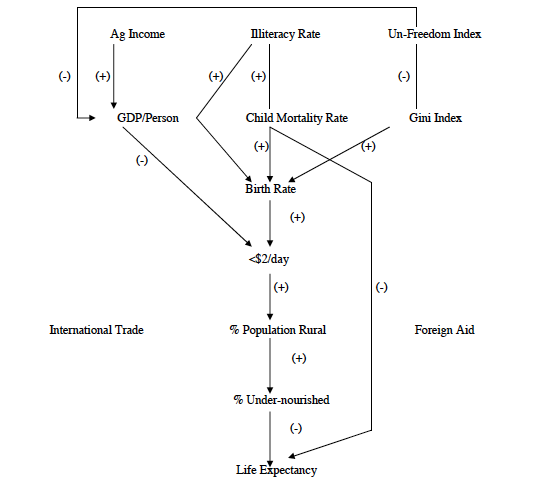 Ag Income Illiteracy Rate Un-Freedom Index
(-) (+) (+) (+) (-)
GDP/Person Child Mortality Rate Gini Index
(-) (+) (+)
Birth Rate
(+)
<$2/day
(+) (-)
International Trade % Population Rural Foreign Aid
(+)
% Under-nourished
(-)
Life Expectancy